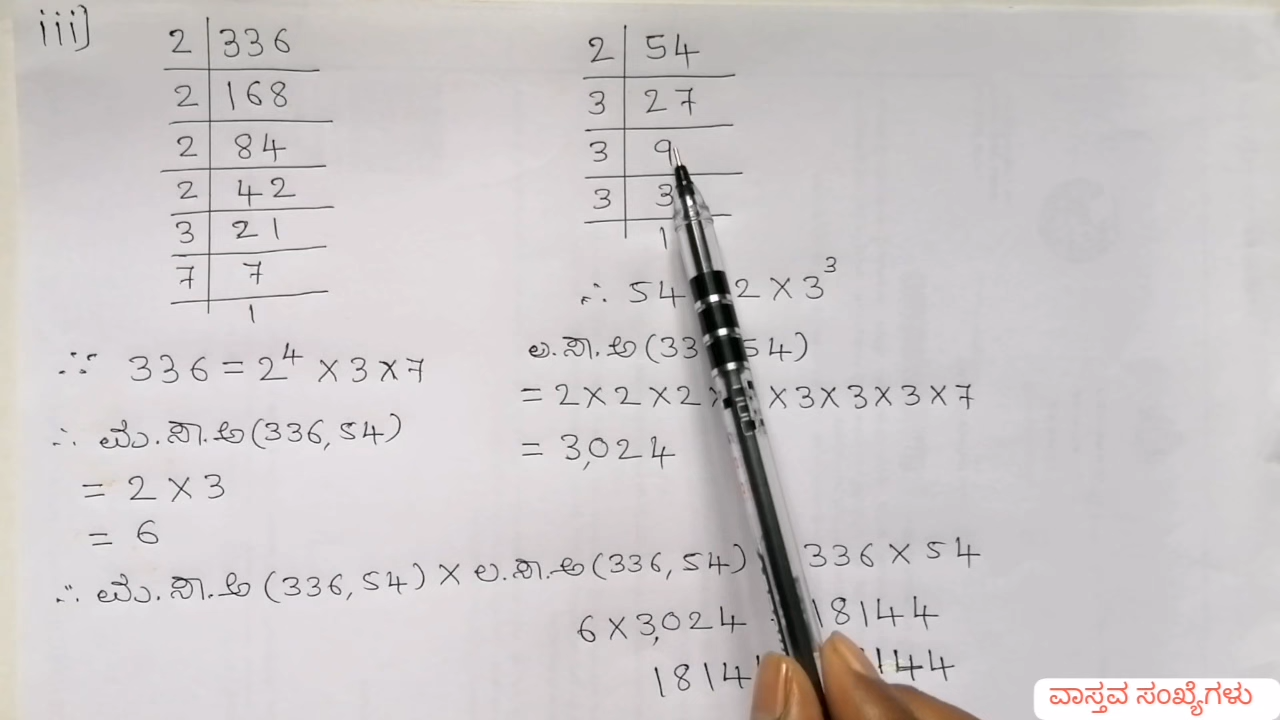 iii)
2 | 336
2 | 168
2 | 84
2 | 42
3 | 21
7 | 7
1
∵ 336 = 2⁴ × 3 × 7
∴ ಮ.ಸಾ.ಅ (336, 54)
= 2 × 3
= 6
2 | 54
3 | 27
3 | 9
3 | 3
1
∴ 54 2 × 3³
ಲ.ಸಾ.ಅ (33 54)
= 2 × 2 × 2 × × 3 × 3 × 3 × 7
= 3,024
∴ ಮ.ಸಾ.ಅ (336, 54) × ಲ.ಸಾ.ಅ (336, 54) 336 × 54
6 × 3,024 18144
1814 144
ವಾಸ್ತವ ಸಂಖ್ಯೆಗಳು